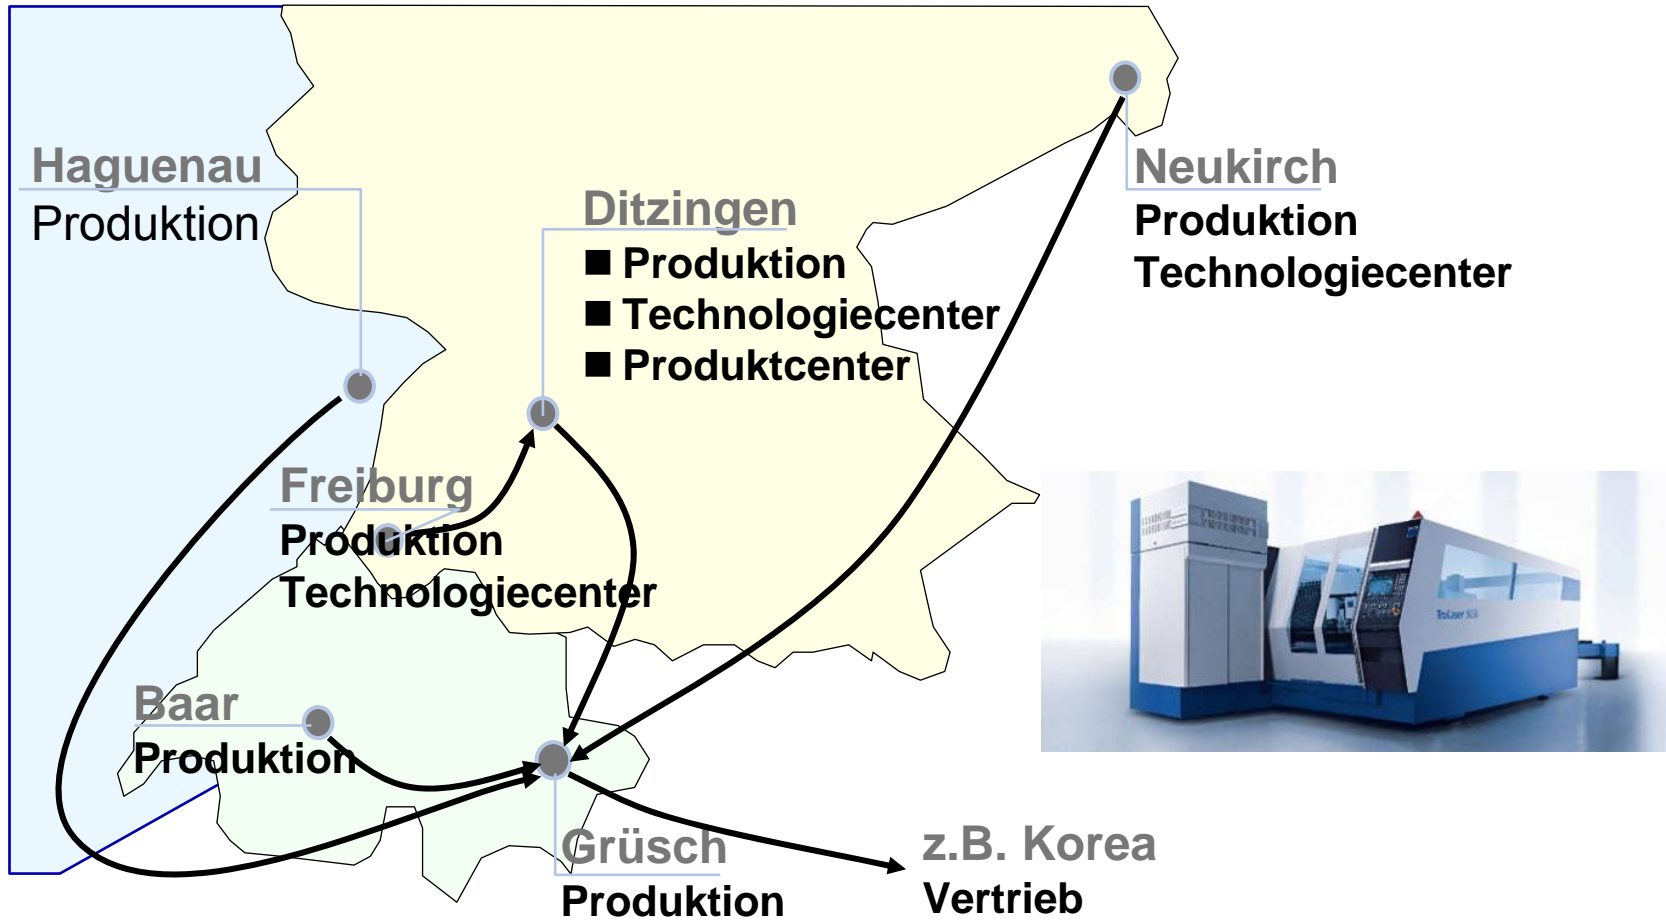 Haguenau
Produktion
Ditzingen
■ Produktion
■ Technologiecenter
■ Produktcenter
Neukirch
Produktion
Technologiecenter
Freiburg
Produktion
Technologiecenter
Baar
Produktion
Grüsch
Produktion
z.B. Korea
Vertrieb